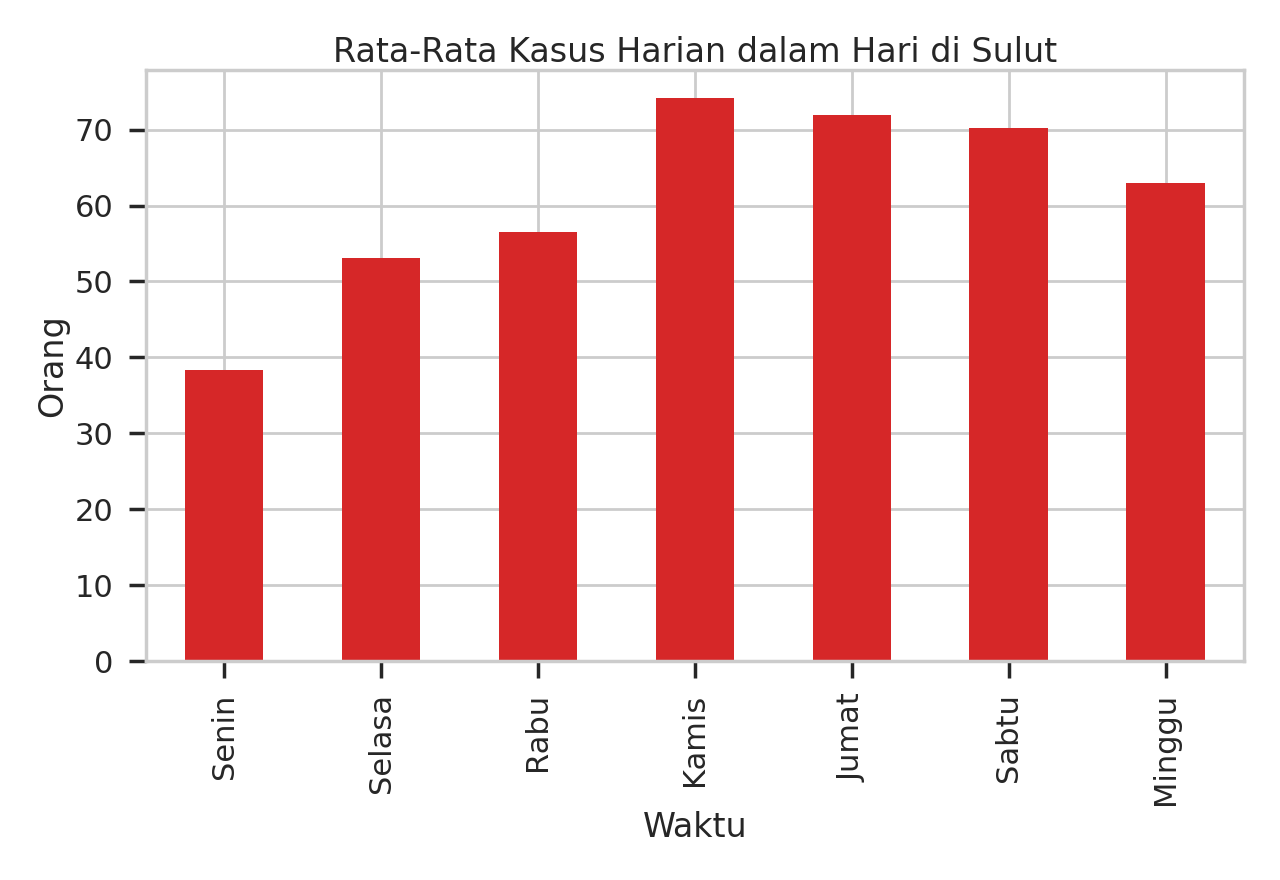 Rata-Rata Kasus Harian dalam Hari di Sulut
Orang
70
60
50
40
30
20
10
0
Senin
Selasa
Rabu
Kamis
Jumat
Sabtu
Minggu
Waktu